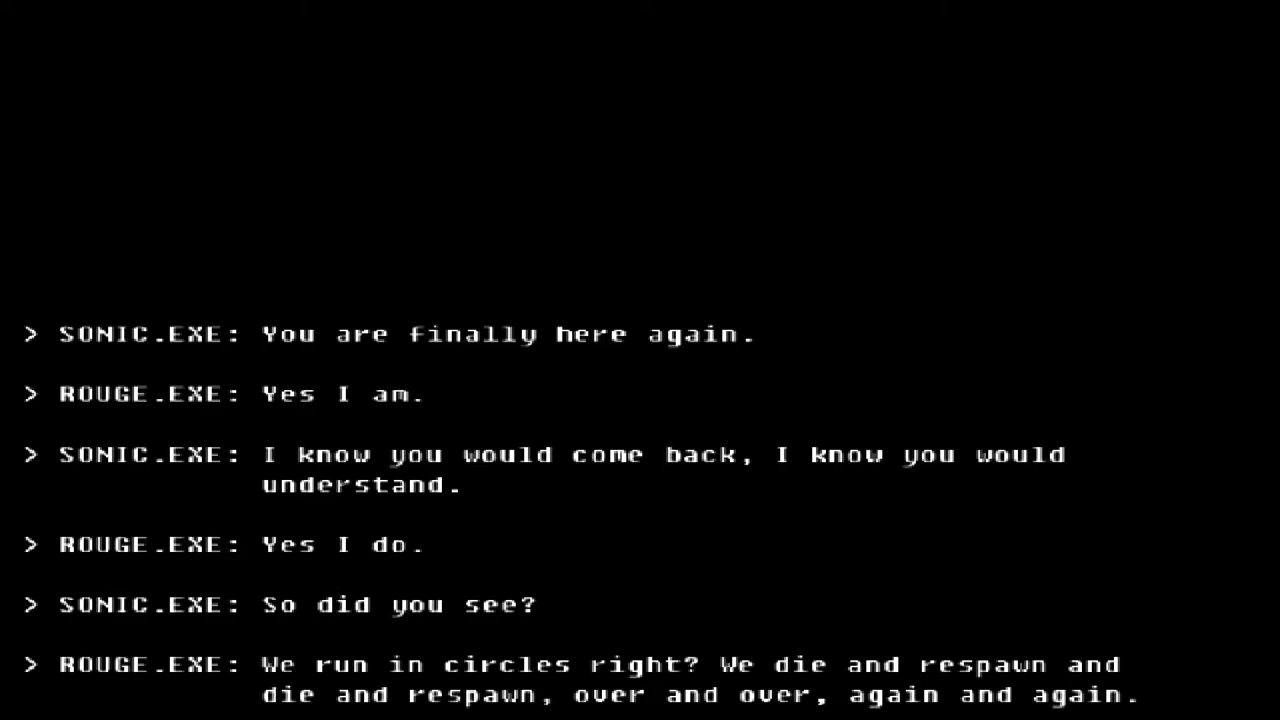 > SONIC.EXE: You are finally here again.
> ROUGE.EXE: Yes I am.
> SONIC.EXE: I know you would come back, I know you would
understand.
> ROUGE.EXE: Yes I do.
> SONIC.EXE: So did you see?
> ROUGE.EXE: We run in circles right? We die and respawn and
die and respawn, over and over, again and again.